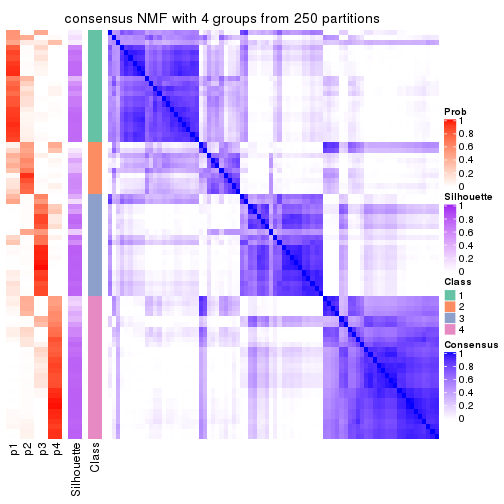 consensus NMF with 4 groups from 250 partitions
Prob
1
0.8
0.6
0.4
0.2
0
Silhouette
1
0.8
0.6
0.4
0.2
0
Class
1
2
3
4
Consensus
1
0.8
0.6
0.4
0.2
0
p1
p2
p3
p4
Silhouette
Class